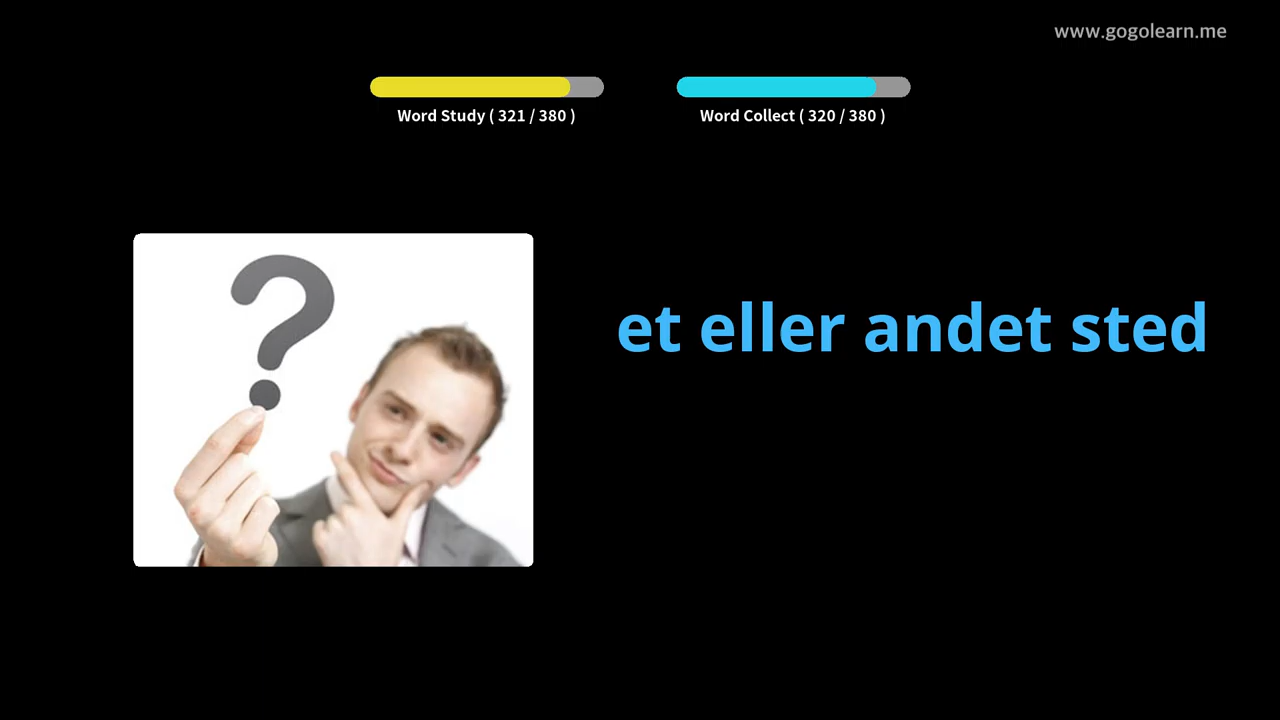 www.gogolearn.me
Word Study ( 321 / 380 )
Word Collect ( 320 / 380 )
?
et eller andet sted